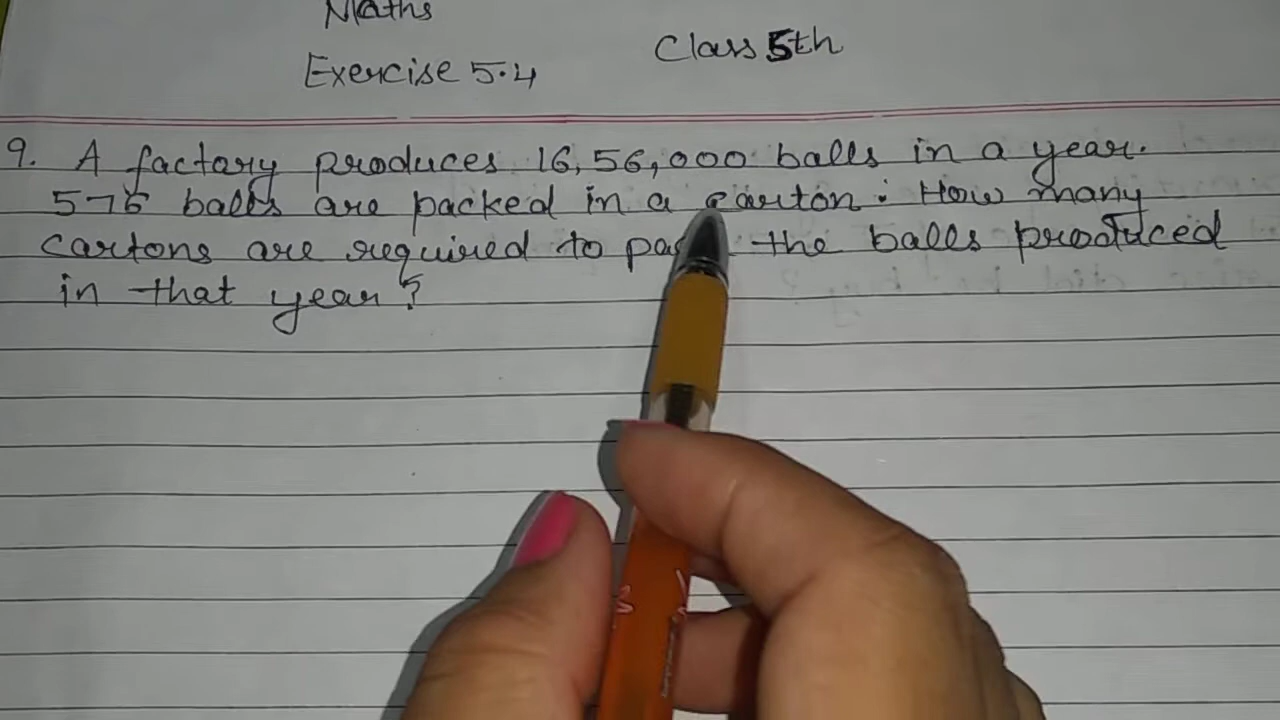 Maths
Class 5th
Exercise 5.4
9. A factory produces 16,56,000 balls in a year.
576 balls are packed in a carton. How many
cartons are required to the balls produced
in that year?